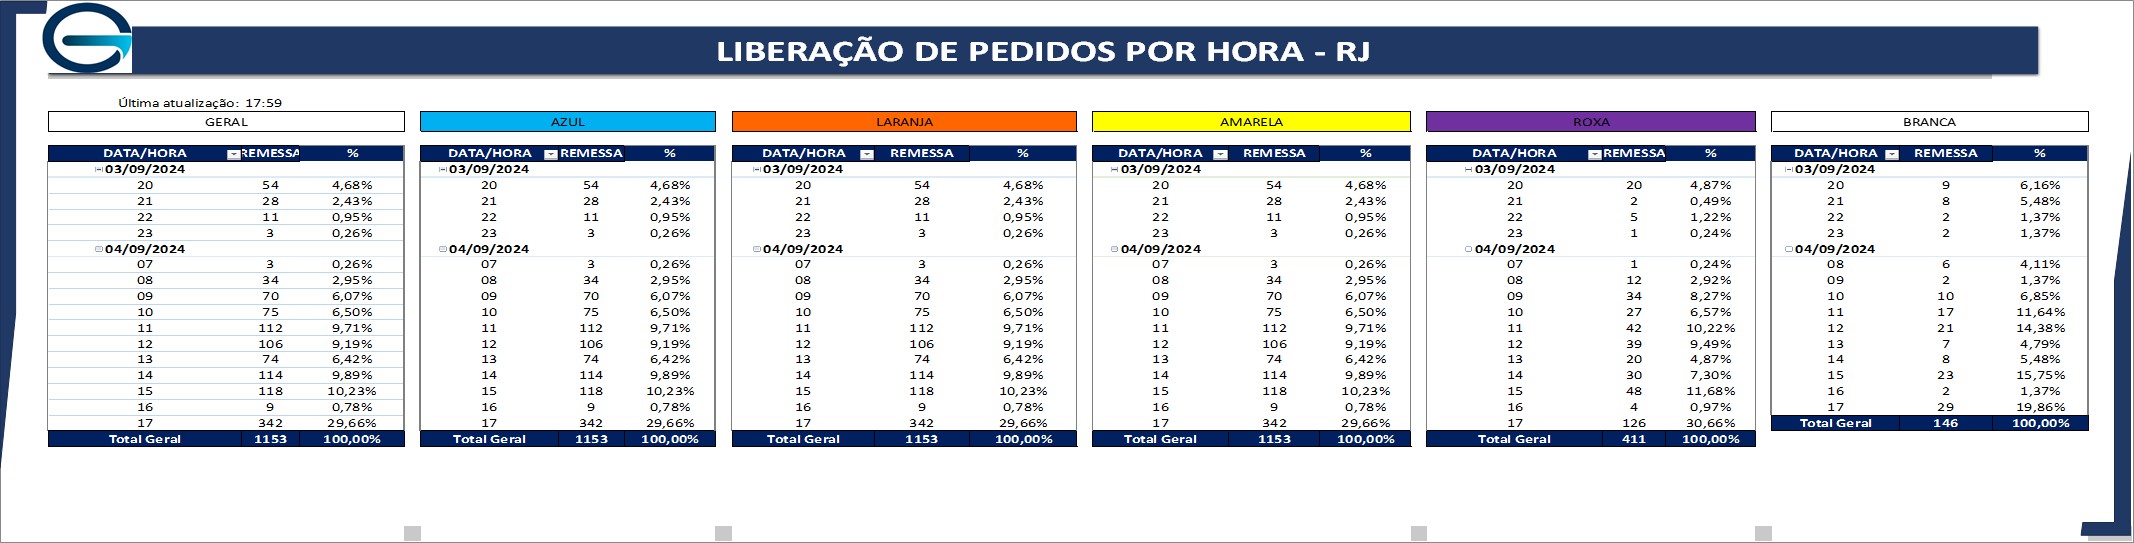 LIBERAÇÃO DE PEDIDOS POR HORA - RJ
Última atualização: 17:59
GERAL AZUL LARANJA AMARELA ROXA BRANCA
DATA/HORA REMESSA % DATA/HORA REMESSA % DATA/HORA REMESSA % DATA/HORA REMESSA % DATA/HORA REMESSA % DATA/HORA REMESSA %
03/09/2024 03/09/2024 03/09/2024 03/09/2024 03/09/2024 03/09/2024
20 54 4,68% 20 54 4,68% 20 54 4,68% 20 54 4,68% 20 20 4,87% 20 9 6,16%
21 28 2,43% 21 28 2,43% 21 28 2,43% 21 28 2,43% 21 2 0,49% 21 8 5,48%
22 11 0,95% 22 11 0,95% 22 11 0,95% 22 11 0,95% 22 5 1,22% 22 2 1,37%
23 3 0,26% 23 3 0,26% 23 3 0,26% 23 3 0,26% 23 1 0,24% 23 2 1,37%
04/09/2024 04/09/2024 04/09/2024 04/09/2024 04/09/2024 04/09/2024
07 3 0,26% 07 3 0,26% 07 3 0,26% 07 3 0,26% 07 1 0,24% 08 6 4,11%
08 34 2,95% 08 34 2,95% 08 34 2,95% 08 34 2,95% 08 12 2,92% 09 2 1,37%
09 70 6,07% 09 70 6,07% 09 70 6,07% 09 70 6,07% 09 34 8,27% 10 10 6,85%
10 75 6,50% 10 75 6,50% 10 75 6,50% 10 75 6,50% 10 27 6,57% 11 17 11,64%
11 112 9,71% 11 112 9,71% 11 112 9,71% 11 112 9,71% 11 42 10,22% 12 21 14,38%
12 106 9,19% 12 106 9,19% 12 106 9,19% 12 106 9,19% 12 39 9,49% 13 7 4,79%
13 74 6,42% 13 74 6,42% 13 74 6,42% 13 74 6,42% 13 20 4,87% 14 8 5,48%
14 114 9,89% 14 114 9,89% 14 114 9,89% 14 114 9,89% 14 30 7,30% 15 23 15,75%
15 118 10,23% 15 118 10,23% 15 118 10,23% 15 118 10,23% 15 48 11,68% 16 2 1,37%
16 9 0,78% 16 9 0,78% 16 9 0,78% 16 9 0,78% 16 4 0,97% 17 29 19,86%
17 342 29,66% 17 342 29,66% 17 342 29,66% 17 342 29,66% 17 126 30,66% Total Geral 146 100,00%
Total Geral 1153 100,00% Total Geral 1153 100,00% Total Geral 1153 100,00% Total Geral 1153 100,00% Total Geral 411 100,00%